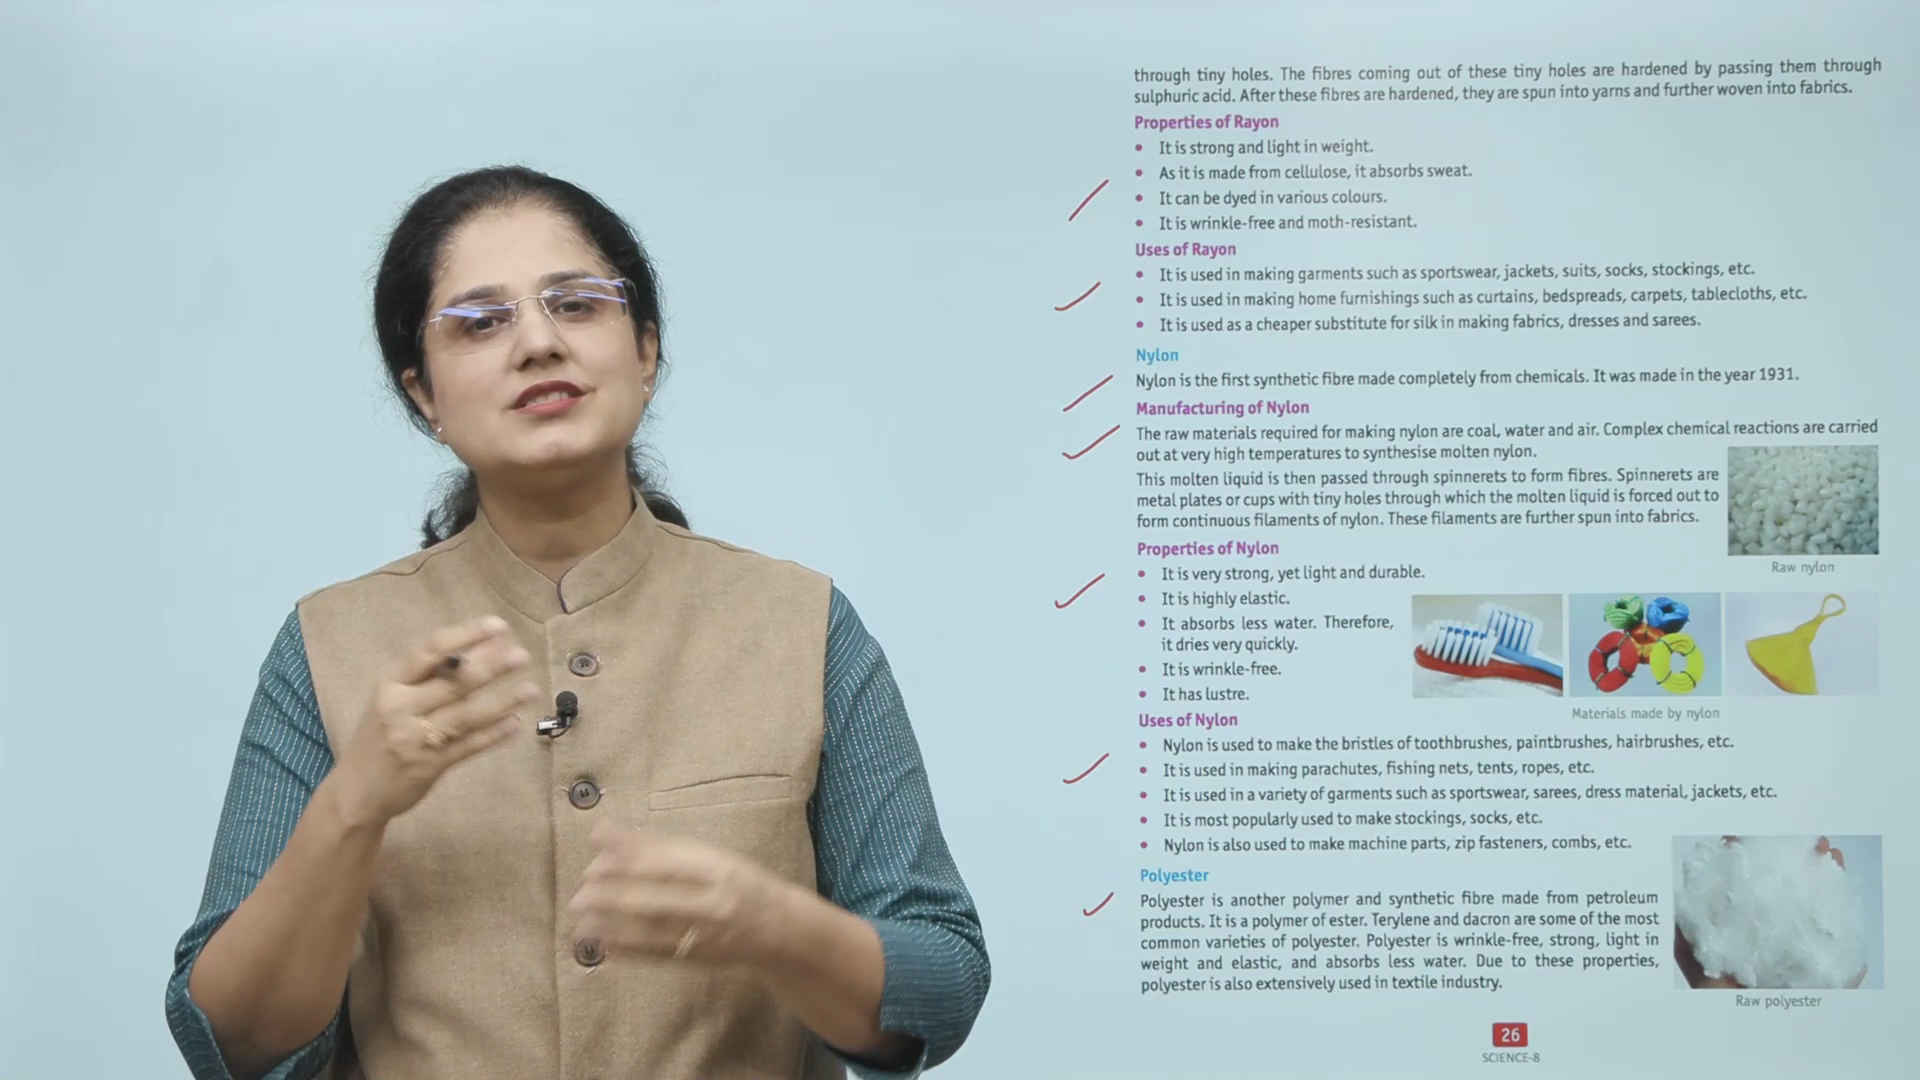 through tiny holes. The fibres coming out of these tiny holes are hardened by passing them through
sulphuric acid. After these fibres are hardened, they are spun into yarns and further woven into fabrics.
Properties of Rayon
• It is strong and light in weight.
• As it is made from cellulose, it absorbs sweat.
• It can be dyed in various colours.
• It is wrinkle-free and moth-resistant.
Uses of Rayon
• It is used in making garments such as sportswear, jackets, suits, socks, stockings, etc.
• It is used in making home furnishings such as curtains, bedspreads, carpets, tablecloths, etc.
• It is used as a cheaper substitute for silk in making fabrics, dresses and sarees.
Nylon
Nylon is the first synthetic fibre made completely from chemicals. It was made in the year 1931.
Manufacturing of Nylon
The raw materials required for making nylon are coal, water and air. Complex chemical reactions are carried
out at very high temperatures to synthesise molten nylon.
This molten liquid is then passed through spinnerets to form fibres. Spinnerets are
metal plates or cups with tiny holes through which the molten liquid is forced out to
form continuous filaments of nylon. These filaments are further spun into fabrics.
Raw nylon
Properties of Nylon
• It is very strong, yet light and durable.
• It is highly elastic.
• It absorbs less water. Therefore,
it dries very quickly.
• It is wrinkle-free.
• It has lustre.
Materials made by nylon
Uses of Nylon
• Nylon is used to make the bristles of toothbrushes, paintbrushes, hairbrushes, etc.
• It is used in making parachutes, fishing nets, tents, ropes, etc.
• It is used in a variety of garments such as sportswear, sarees, dress material, jackets, etc.
• It is most popularly used to make stockings, socks, etc.
• Nylon is also used to make machine parts, zip fasteners, combs, etc.
Polyester
Polyester is another polymer and synthetic fibre made from petroleum
products. It is a polymer of ester. Terylene and dacron are some of the most
common varieties of polyester. Polyester is wrinkle-free, strong, light in
weight and elastic, and absorbs less water. Due to these properties,
polyester is also extensively used in textile industry.
Raw polyester
26
SCIENCE-8